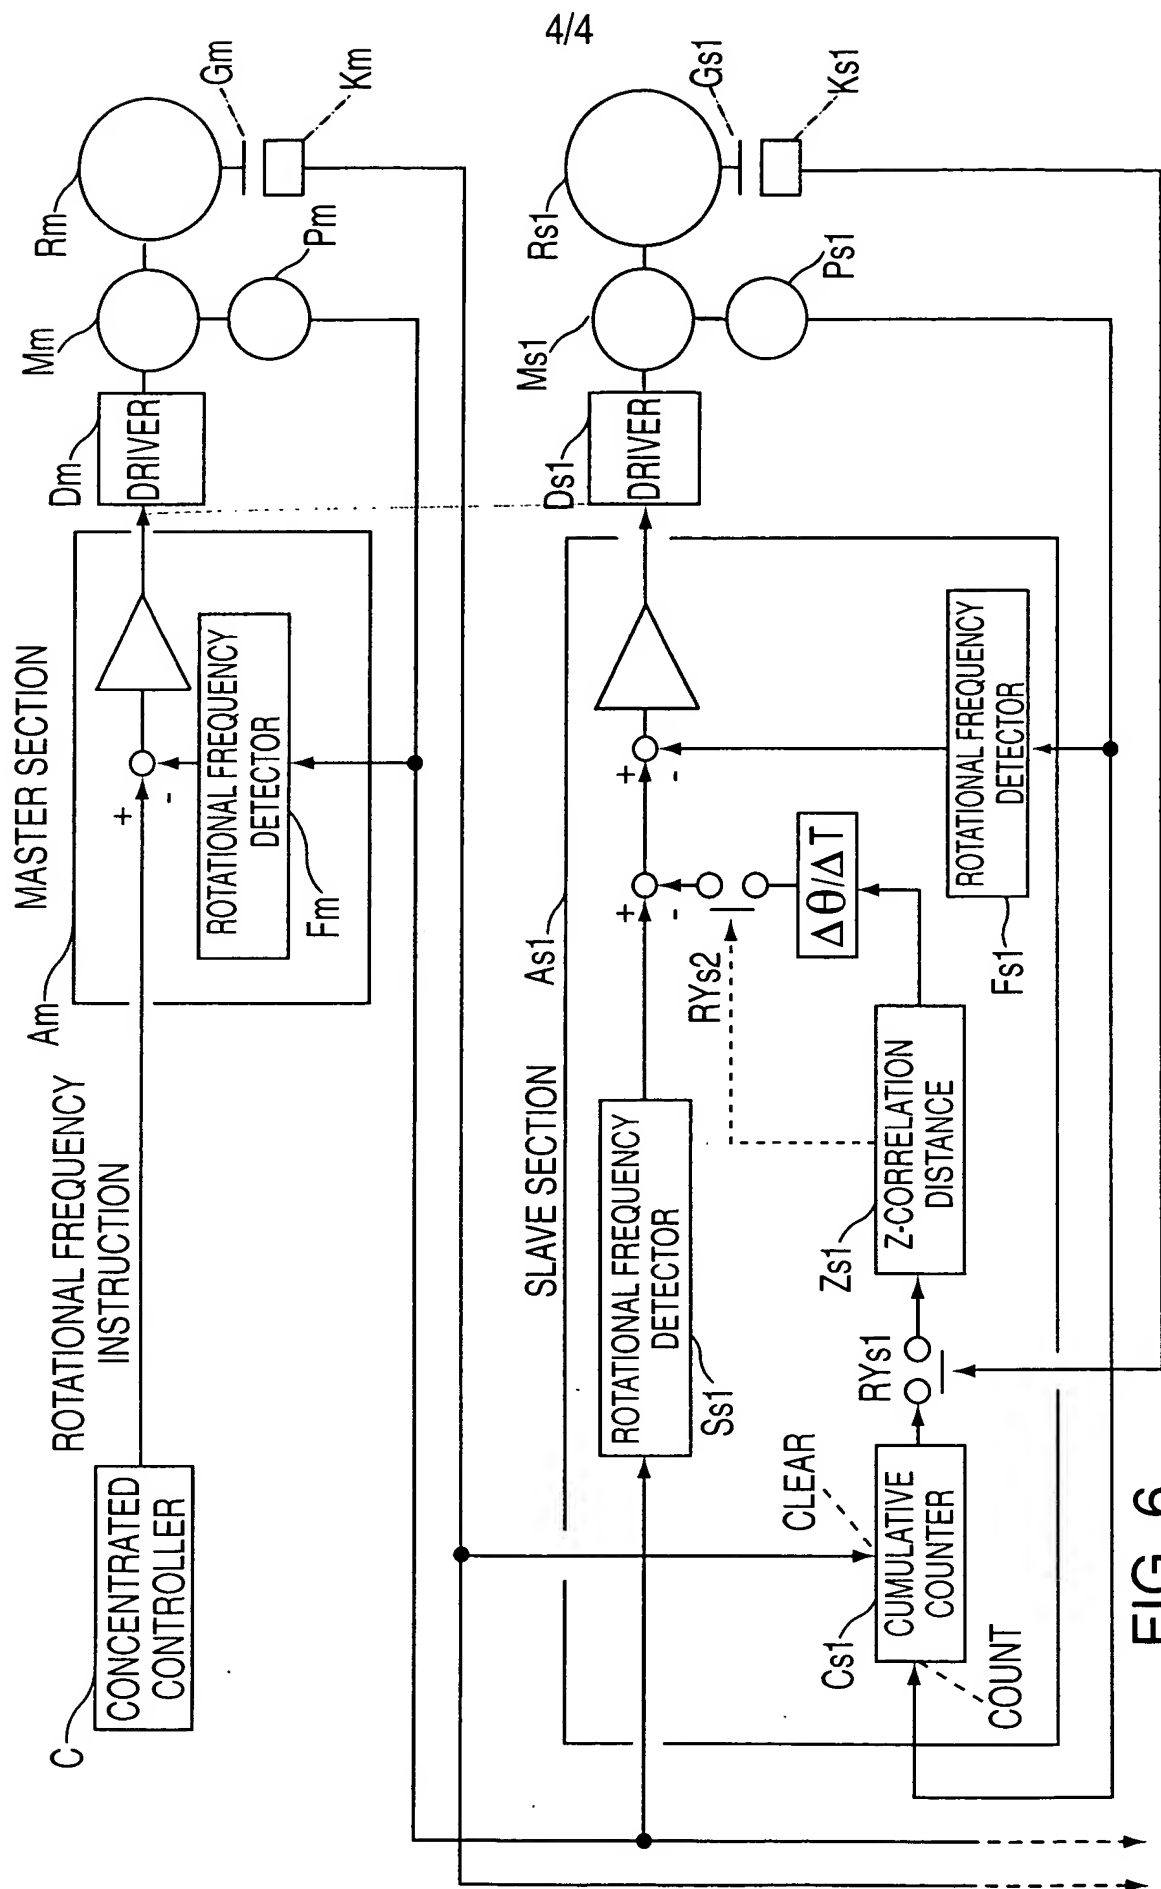 4/4
MASTER SECTION
ROTATIONAL FREQUENCY
INSTRUCTION
C
CONCENTRATED
CONTROLLER
Am
+
-
ROTATIONAL FREQUENCY
DETECTOR
Fm
Dm
DRIVER
Mm
Pm
Rm
Gm
Km
SLAVE SECTION
As1
ROTATIONAL FREQUENCY
DETECTOR
Ss1
+
-
+
-
RYs2
Δθ/ΔT
Zs1
Z-CORRELATION
DISTANCE
RYs1
CLEAR
Cs1
CUMULATIVE
COUNTER
COUNT
ROTATIONAL FREQUENCY
DETECTOR
Fs1
Ds1
DRIVER
Ms1
Ps1
Rs1
Gs1
Ks1
FIG. 6